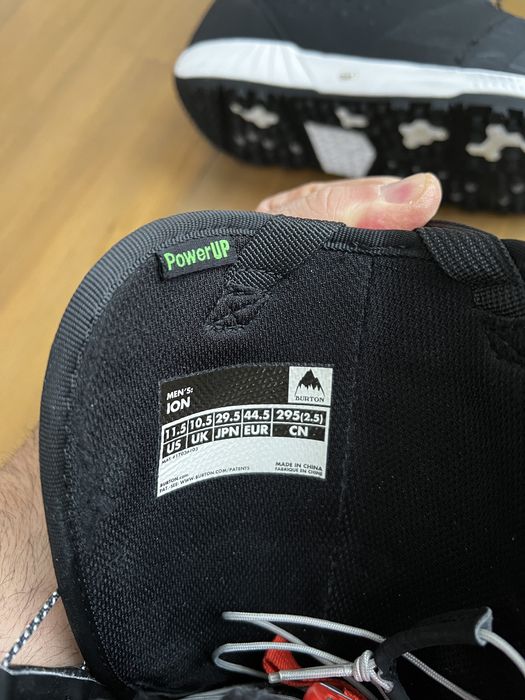 PowerUP
MEN'S:
ION
BURTON
11.5 10.5 29.5 44.5 295(2.5)
US UK JPN EUR CN
MADE IN CHINA
FABRIQUÉ EN CHINE
BURTON.com
PAT.-SEE: WWW.BURTON.COM/PATENTS